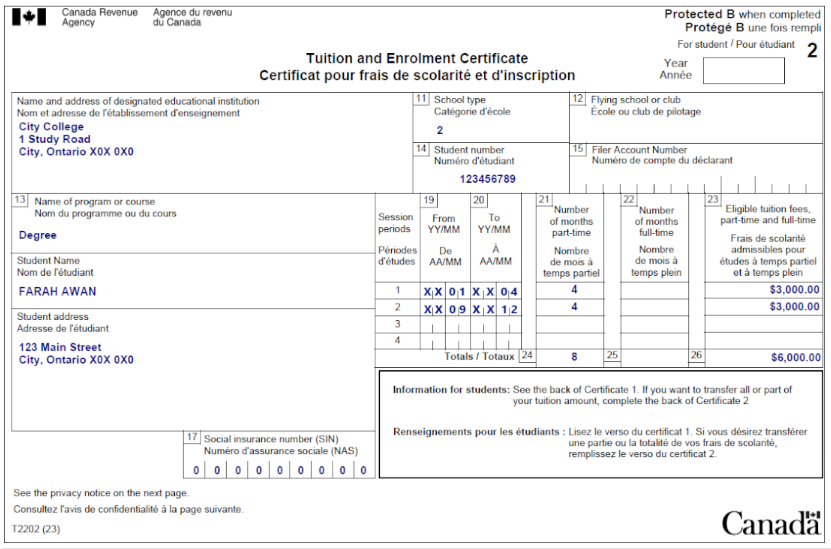 Canada Revenue Agency
Agence du revenu du Canada
Protected B when completed
Protégé B une fois rempli
For student / Pour étudiant
2
Tuition and Enrolment Certificate
Certificat pour frais de scolarité et d'inscription
Year
Année
Name and address of designated educational institution
Nom et adresse de l'établissement d'enseignement
City College
1 Study Road
City, Ontario X0X 0X0
11 School type
Catégorie d'école
2
12 Flying school or club
École ou club de pilotage
14 Student number
Numéro d'étudiant
123456789
15 Filer Account Number
Numéro de compte du déclarant
13 Name of program or course
Nom du programme ou du cours
Degree
Student Name
Nom de l'étudiant
FARAH AWAN
Student address
Adresse de l'étudiant
123 Main Street
City, Ontario X0X 0X0
Session periods
Périodes d'études
19
From YY/MM
De AA/MM
20
To YY/MM
À AA/MM
21
Number of months part-time
Nombre de mois à temps partiel
22
Number of months full-time
Nombre de mois à temps plein
23
Eligible tuition fees, part-time and full-time
Frais de scolarité admissibles pour études à temps partiel et à temps plein
1 X X 0 1 X X 0 4 4 $3,000.00
2 X X 0 9 X X 1 2 4 $3,000.00
3
4
Totals / Totaux 24 8 25 26 $6,000.00
Information for students: See the back of Certificate 1. If you want to transfer all or part of
your tuition amount, complete the back of Certificate 2
Renseignements pour les étudiants : Lisez le verso du certificat 1. Si vous désirez transférer
une partie ou la totalité de vos frais de scolarité,
remplissez le verso du certificat 2.
17 Social insurance number (SIN)
Numéro d'assurance sociale (NAS)
0 0 0 0 0 0 0 0 0
See the privacy notice on the next page.
Consultez l'avis de confidentialité à la page suivante.
T2202 (23)
Canada